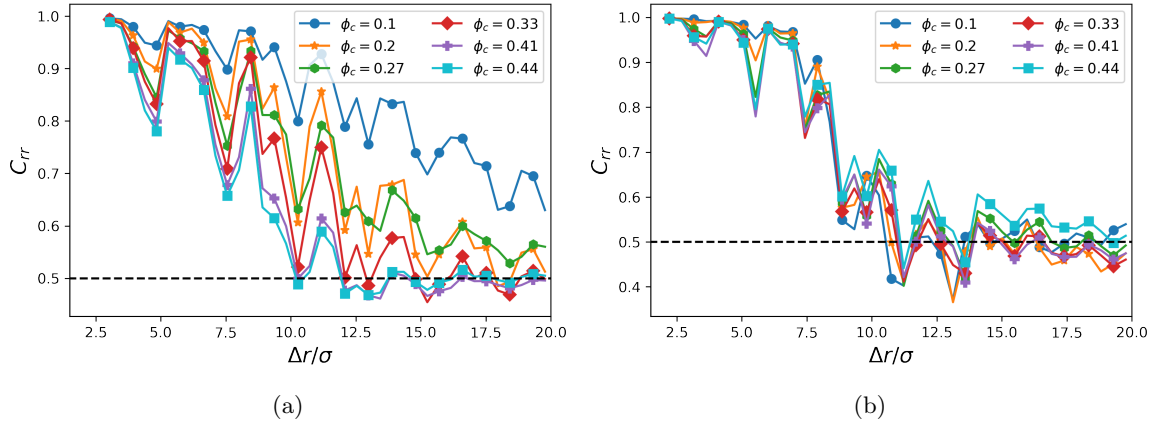 1.0
0.9
0.8
0.7
0.6
0.5
C_{rr}
ϕ_c = 0.1
ϕ_c = 0.2
ϕ_c = 0.27
ϕ_c = 0.33
ϕ_c = 0.41
ϕ_c = 0.44
2.5 5.0 7.5 10.0 12.5 15.0 17.5 20.0
Δr/σ
(a)
1.0
0.9
0.8
0.7
0.6
0.5
0.4
C_{rr}
ϕ_c = 0.1
ϕ_c = 0.2
ϕ_c = 0.27
ϕ_c = 0.33
ϕ_c = 0.41
ϕ_c = 0.44
2.5 5.0 7.5 10.0 12.5 15.0 17.5 20.0
Δr/σ
(b)